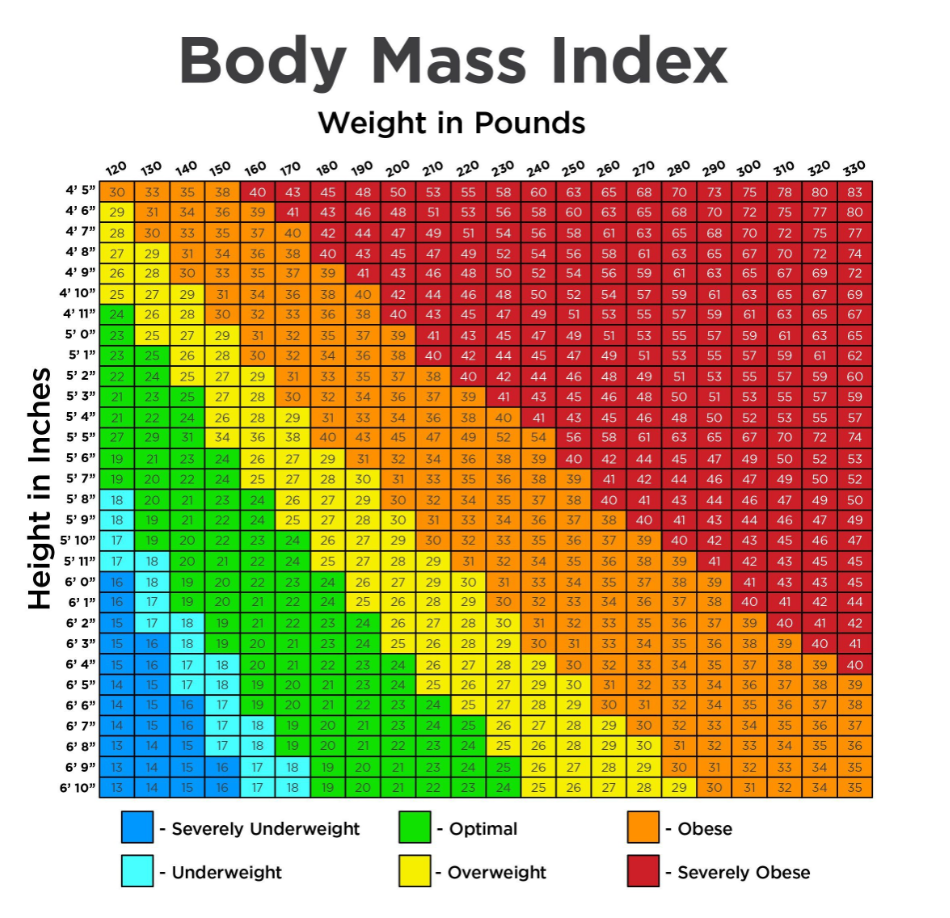 Body Mass Index
Weight in Pounds
120 130 140 150 160 170 180 190 200 210 220 230 240 250 260 270 280 290 300 310 320 330
Height in Inches
4' 5" 30 33 35 38 40 43 45 48 50 53 55 58 60 63 65 68 70 73 75 78 80 83
4' 6" 29 31 34 36 39 41 43 46 48 51 53 56 58 60 63 65 68 70 72 75 77 80
4' 7" 28 30 33 35 37 40 42 44 47 49 51 54 56 58 61 63 65 68 70 72 75 77
4' 8" 27 29 31 34 36 38 40 43 45 47 49 52 54 56 58 61 63 65 67 70 72 74
4' 9" 26 28 30 33 35 37 39 41 43 46 48 50 52 54 56 59 61 63 65 67 69 72
4' 10" 25 27 29 31 34 36 38 40 42 44 46 48 50 52 54 57 59 61 63 65 67 69
4' 11" 24 26 28 30 32 33 36 38 40 43 45 47 49 51 53 55 57 59 61 63 65 67
5' 0" 23 25 27 29 31 32 35 37 39 41 43 45 47 49 51 53 55 57 59 61 63 65
5' 1" 23 25 26 28 30 32 34 36 38 40 42 44 45 47 49 51 53 55 57 59 61 62
5' 2" 22 24 25 27 29 31 33 35 37 38 40 42 44 46 48 49 51 53 55 57 59 60
5' 3" 21 23 25 27 28 30 32 34 36 37 39 41 43 45 46 48 50 51 53 55 57 59
5' 4" 21 22 24 26 28 29 31 33 34 36 38 40 41 43 45 46 48 50 52 53 55 57
5' 5" 27 29 31 34 36 38 40 43 45 47 49 52 54 56 58 61 63 65 67 70 72 74
5' 6" 19 21 23 24 26 27 29 31 32 34 36 38 39 40 42 44 45 47 49 50 52 53
5' 7" 19 20 22 24 25 27 28 30 31 33 35 36 38 39 41 42 44 46 47 49 50 52
5' 8" 18 20 21 23 24 26 27 29 30 32 34 35 37 38 40 41 43 44 46 47 49 50
5' 9" 18 19 21 22 24 25 27 28 30 31 33 34 36 37 38 40 41 43 44 46 47 49
5' 10" 17 19 20 22 23 24 26 27 29 30 32 33 35 36 37 39 40 42 43 45 46 47
5' 11" 17 18 20 21 22 24 25 27 28 29 31 32 34 35 36 38 39 41 42 43 45 45
6' 0" 16 18 19 20 22 23 24 26 27 29 30 31 33 34 35 37 38 39 41 43 43 45
6' 1" 16 17 19 20 21 22 24 25 26 28 29 30 32 33 34 36 37 38 40 41 42 44
6' 2" 15 17 18 19 21 22 23 24 26 27 28 30 31 32 33 35 36 37 39 40 41 42
6' 3" 15 16 18 19 20 21 23 24 25 26 28 29 30 31 33 34 35 36 38 39 40 41
6' 4" 15 16 17 18 20 21 22 23 24 26 27 28 29 30 32 33 34 35 37 38 39 40
6' 5" 14 15 17 18 19 20 21 23 24 25 26 27 29 30 31 32 33 34 36 37 38 39
6' 6" 14 15 16 17 19 20 21 22 23 24 25 27 28 29 30 31 32 34 35 36 37 38
6' 7" 14 15 16 17 18 19 20 21 23 24 25 26 27 28 29 30 32 33 34 35 36 37
6' 8" 13 14 15 17 18 19 20 21 22 23 24 25 26 28 29 30 31 32 33 34 35 36
6' 9" 13 14 15 16 17 18 19 20 21 23 24 25 26 27 28 29 30 31 32 33 34 35
6' 10" 13 14 15 16 17 18 19 20 21 22 23 24 25 26 27 28 29 30 31 32 34 35
- Severely Underweight - Optimal - Obese
- Underweight - Overweight - Severely Obese